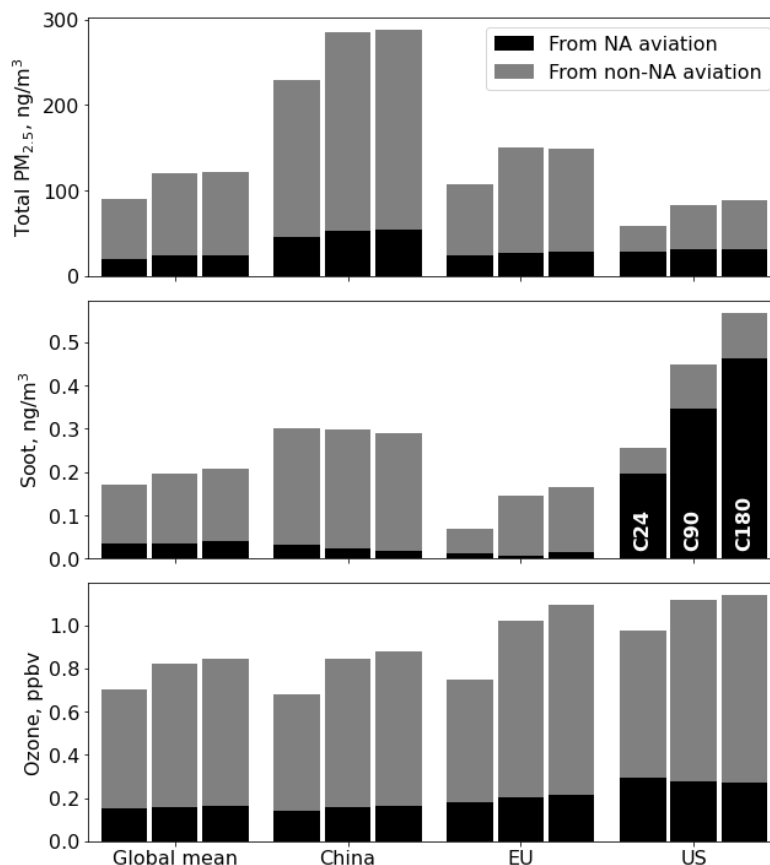 From NA aviation
From non-NA aviation
Total PM2.5, ng/m³
300
200
100
0
Soot, ng/m³
0.5
0.4
0.3
0.2
0.1
0.0
C24
C90
C180
Ozone, ppbv
1.0
0.8
0.6
0.4
0.2
0.0
Global mean
China
EU
US